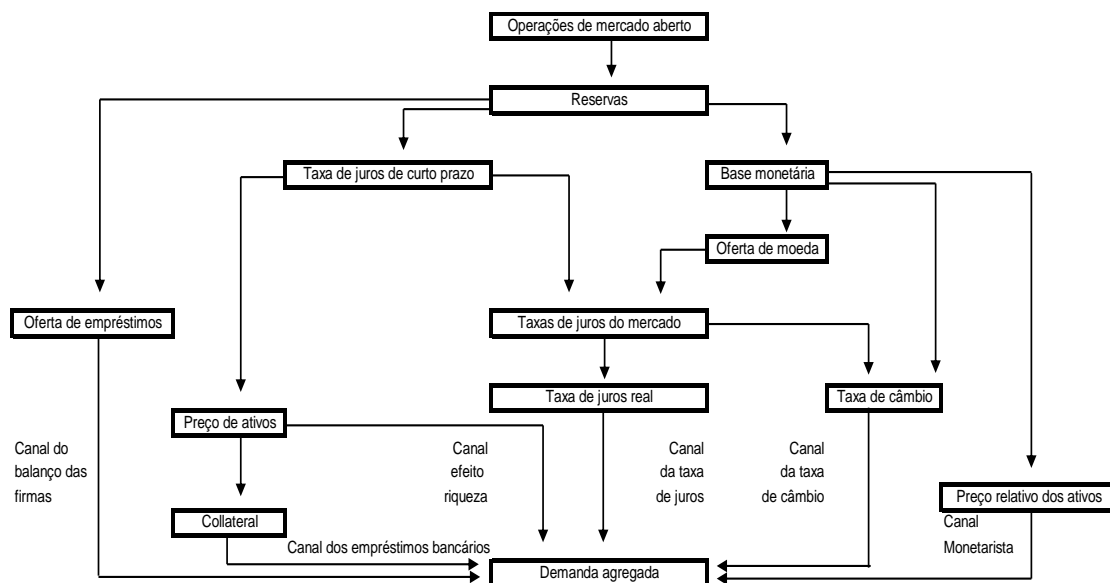 Operações de mercado aberto
Reservas
Taxa de juros de curto prazo
Base monetária
Oferta de moeda
Oferta de empréstimos
Taxas de juros do mercado
Taxa de juros real
Taxa de câmbio
Preço de ativos
Canal do
balanço das
firmas
Canal
efeito
riqueza
Canal
da taxa
de juros
Canal
da taxa
de câmbio
Preço relativo dos ativos
Collateral
Canal
Monetarista
Canal dos empréstimos bancários
Demanda agregada